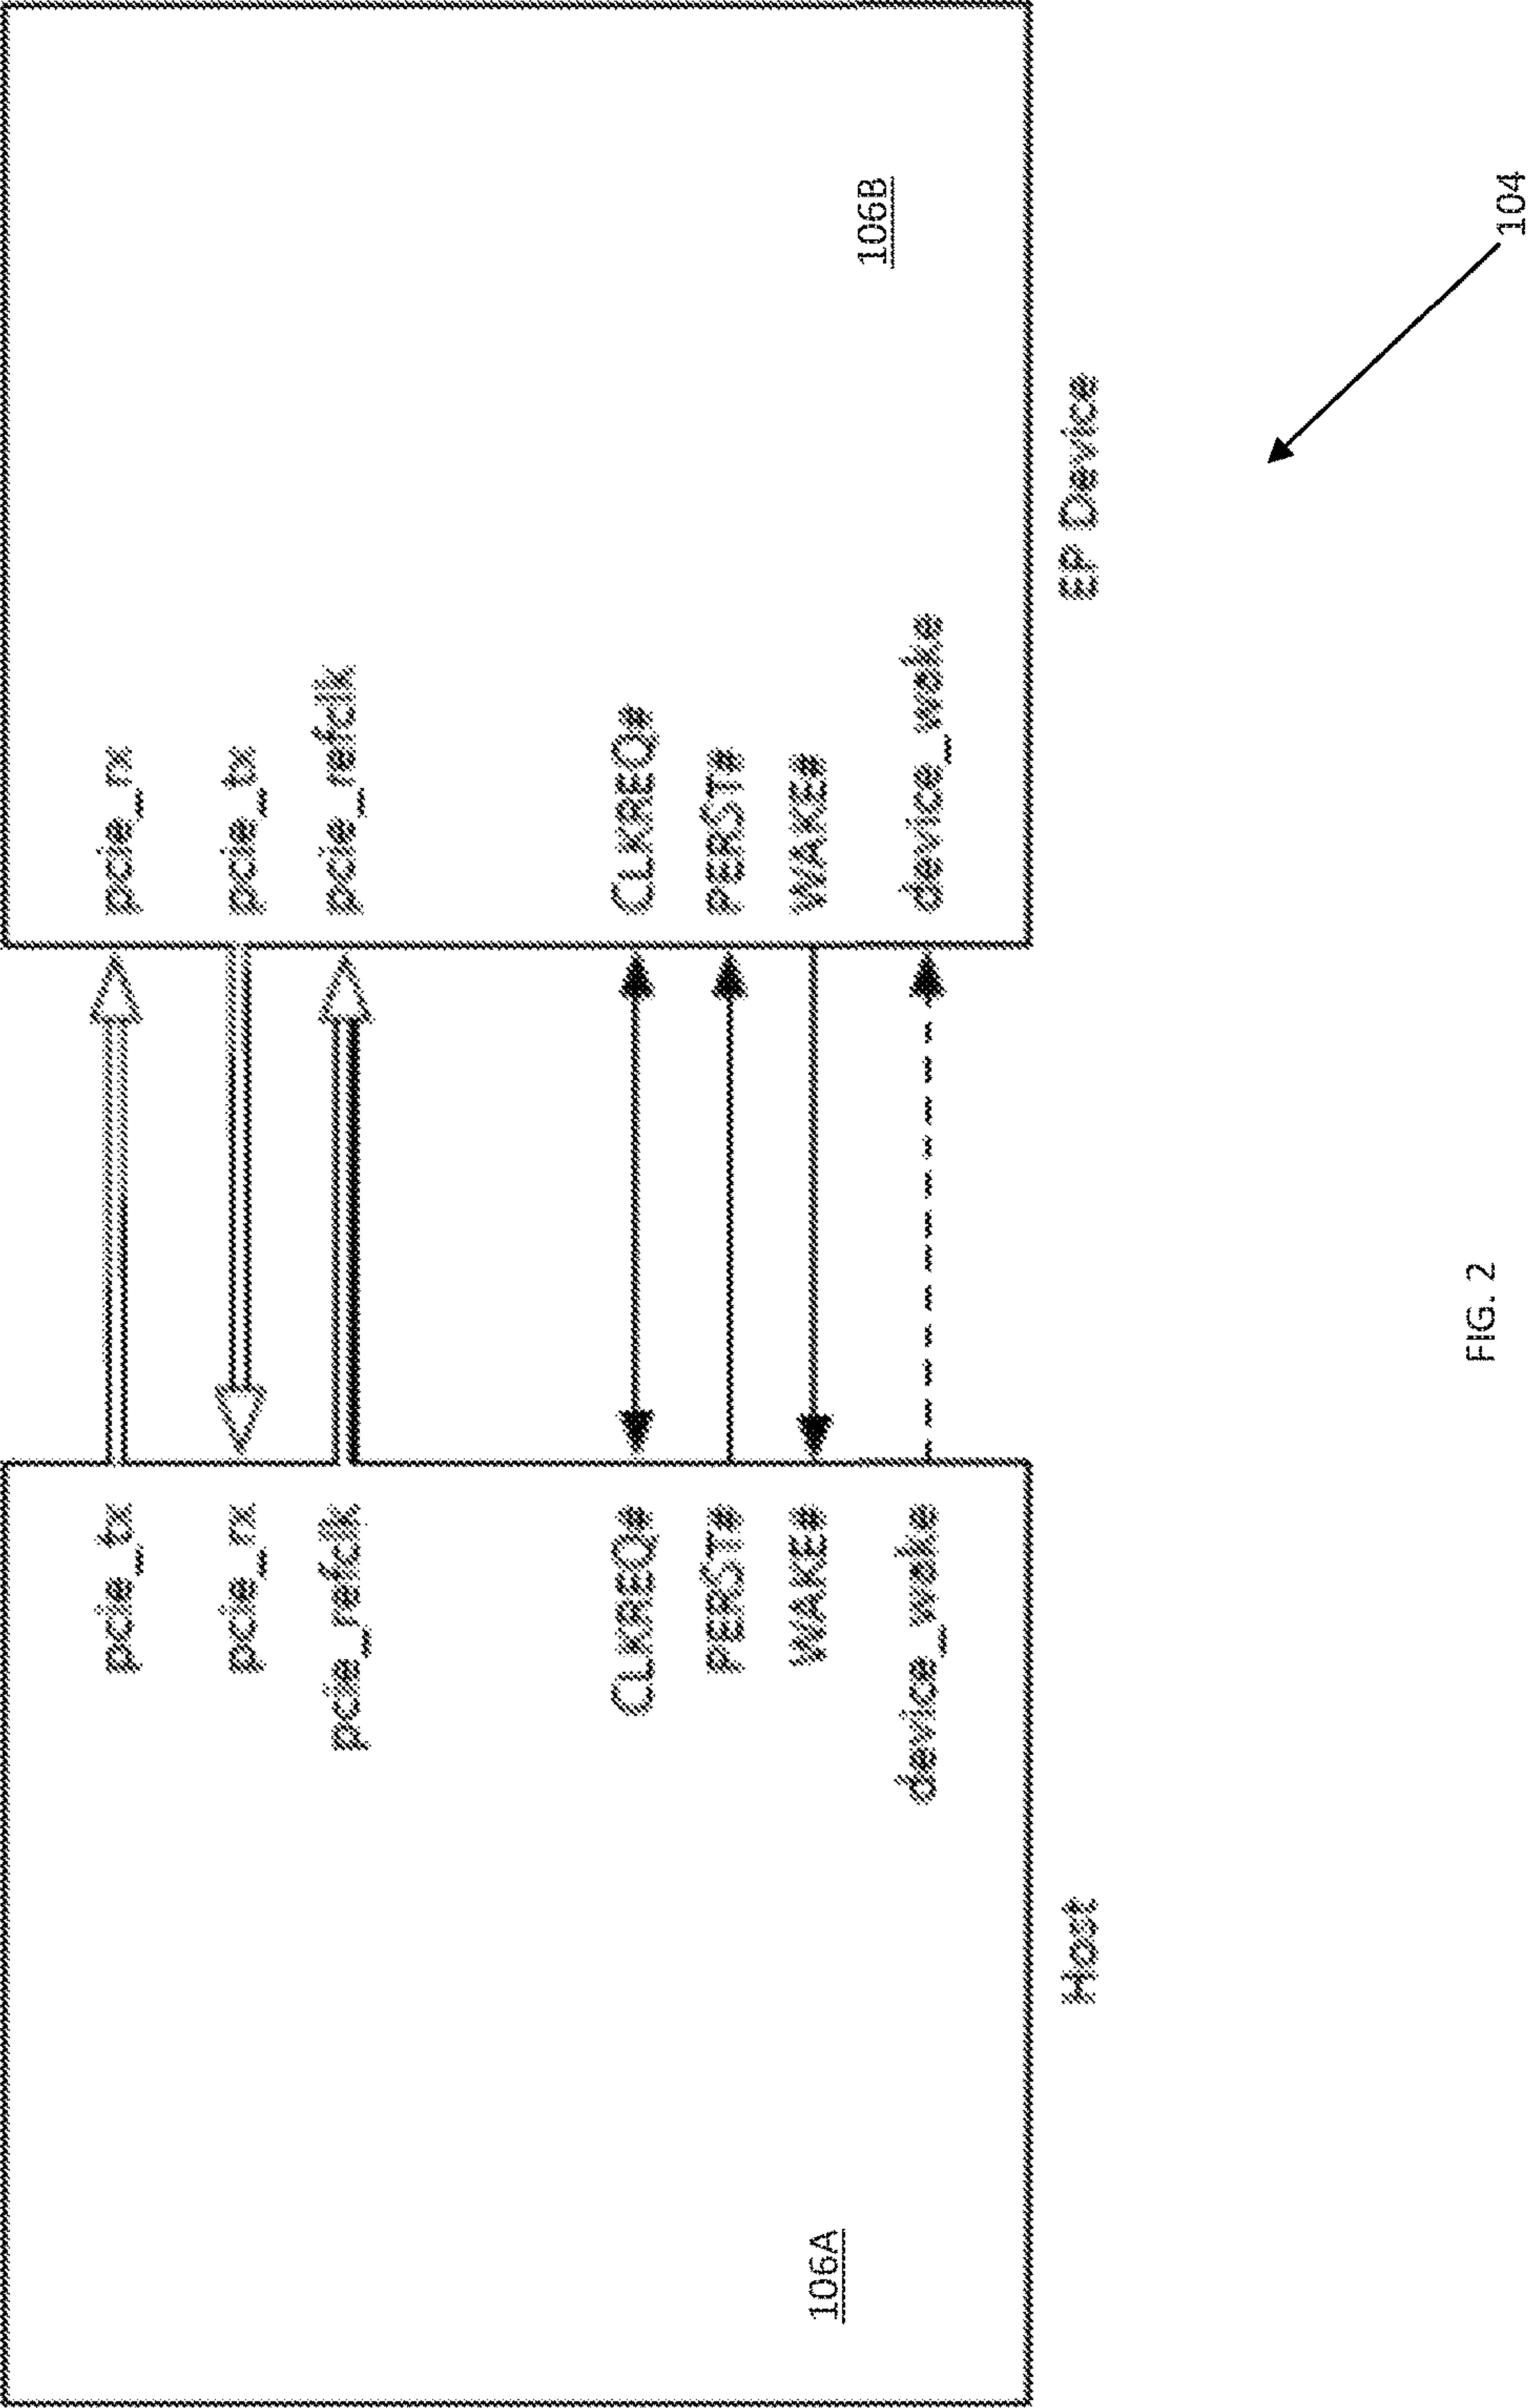 pcie_tx
pcie_rx
pcie_rx
pcie_tx
pcie_refclk
pcie_refclk
CLKREQ#
CLKREQ#
PERST#
PERST#
WAKE#
WAKE#
device_wake
device_wake
106A
106B
Host
EP Device
104
FIG. 2